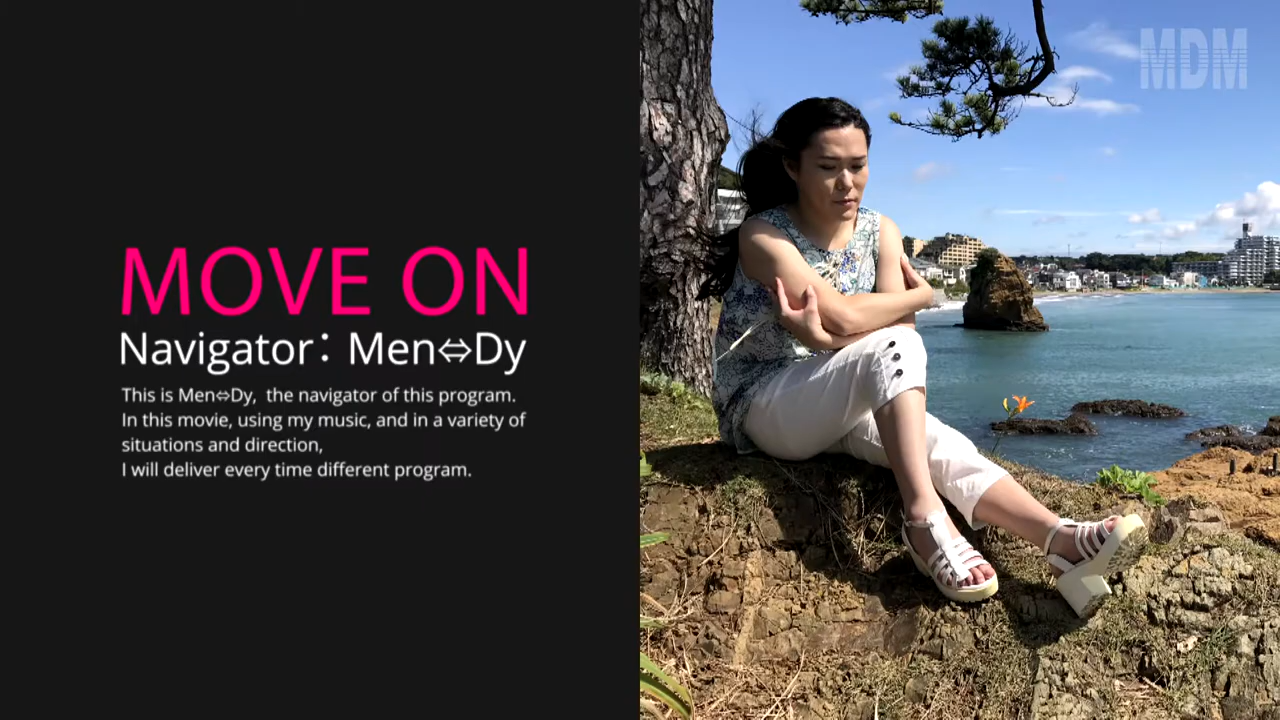 MDM
MOVE ON
Navigator：Men⇔Dy
This is Men⇔Dy,  the navigator of this program.
In this movie, using my music, and in a variety of
situations and direction,
I will deliver every time different program.